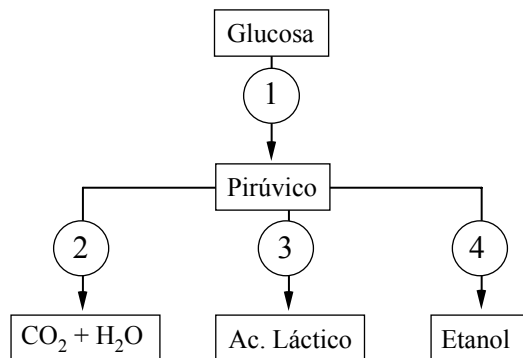 Glucosa
1
Pirúvico
2
3
4
CO₂ + H₂O
Ac. Láctico
Etanol